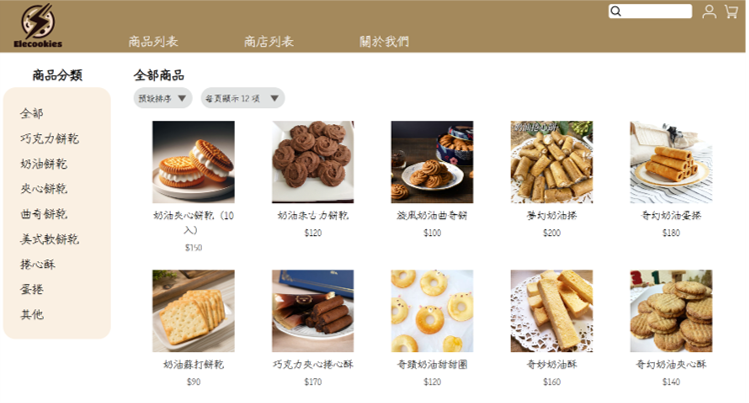 Elecookies
商品列表
商店列表
關於我們
商品分類
全部
巧克力餅乾
奶油餅乾
夾心餅乾
曲奇餅乾
美式軟餅乾
捲心酥
蛋捲
其他
全部商品
預設排序 ▼
每頁顯示 12 項 ▼
奶油夾心餅乾（10
入）
$150
奶油朱古力餅乾
$120
旋風奶油曲奇餅
$100
夢幻奶油捲
$200
奇幻奶油蛋捲
$180
奶油蘇打餅乾
$90
巧克力夾心捲心酥
$170
奇蹟奶油甜甜圈
$120
奇妙奶油酥
$160
奇幻奶油夾心酥
$140